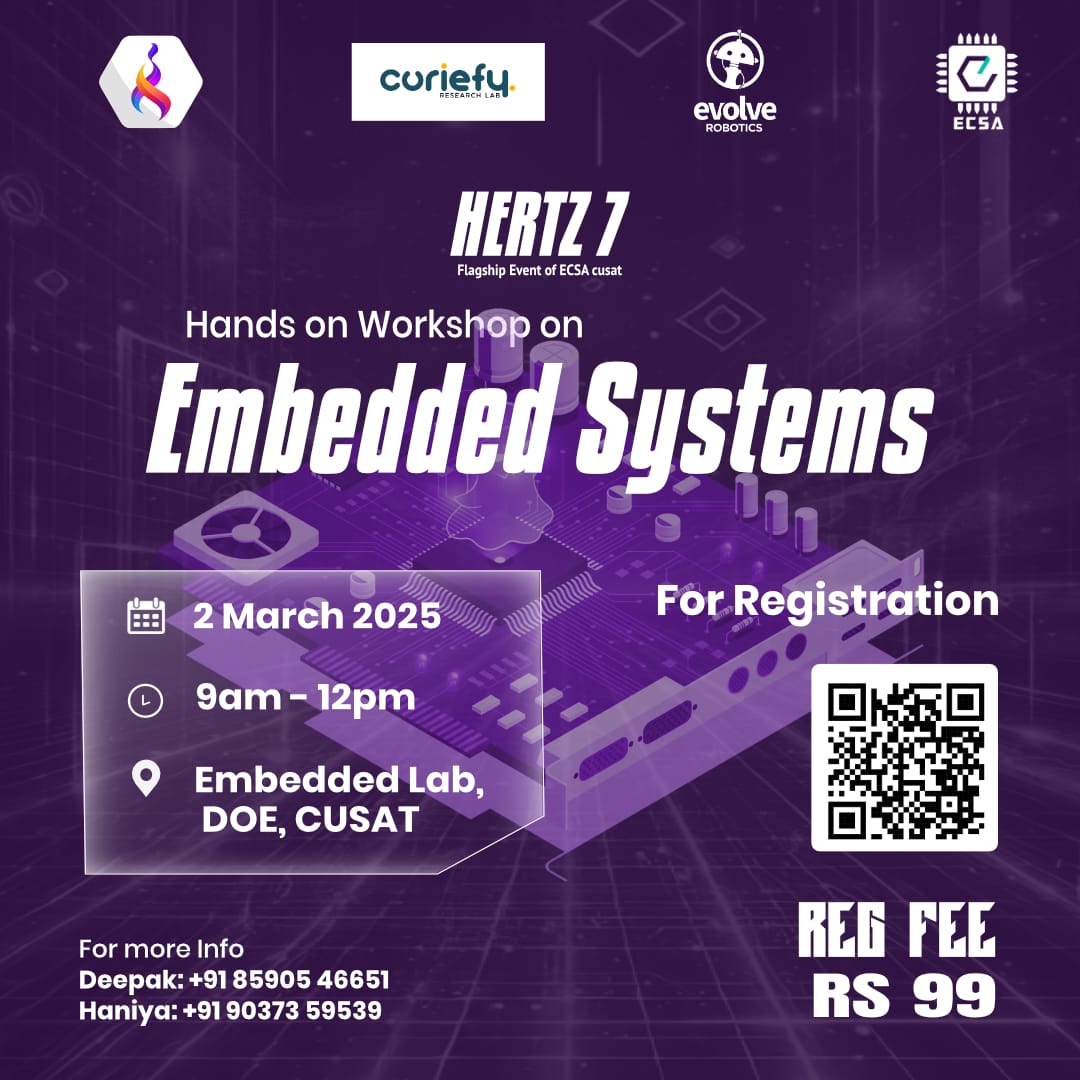 curiefy.
RESEARCH LAB
evolve
ROBOTICS
ECSA
HERTZ 7
Flagship Event of ECSA cusat
Hands on Workshop on
Embedded Systems
2 March 2025
9am - 12pm
Embedded Lab,
DOE, CUSAT
For Registration
REG FEE
RS 99
For more Info
Deepak: +91 85905 46651
Haniya: +91 90373 59539